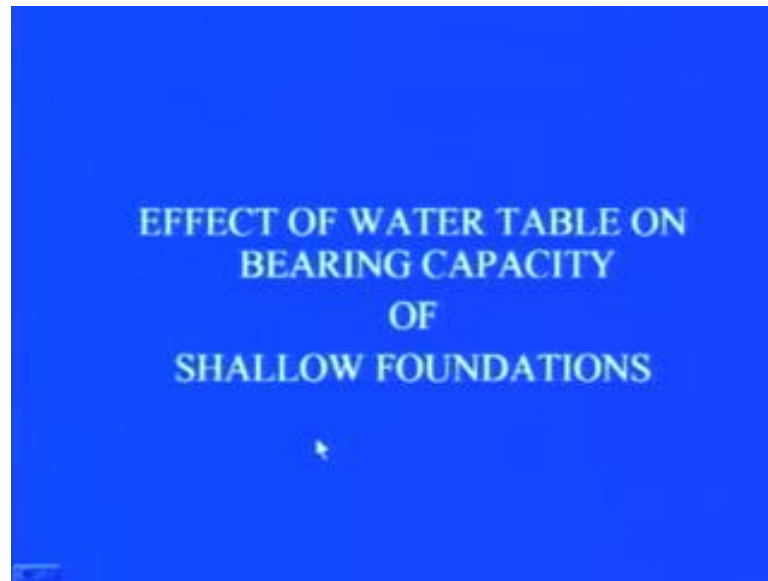 EFFECT OF WATER TABLE ON
BEARING CAPACITY
OF
SHALLOW FOUNDATIONS